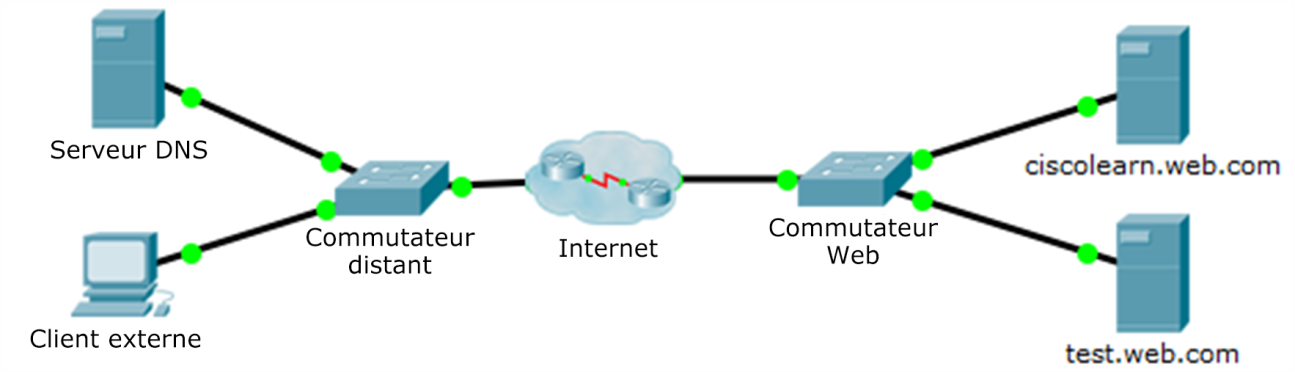 Serveur DNS
ciscolearn.web.com
Commutateur
distant
Internet
Commutateur
Web
Client externe
test.web.com